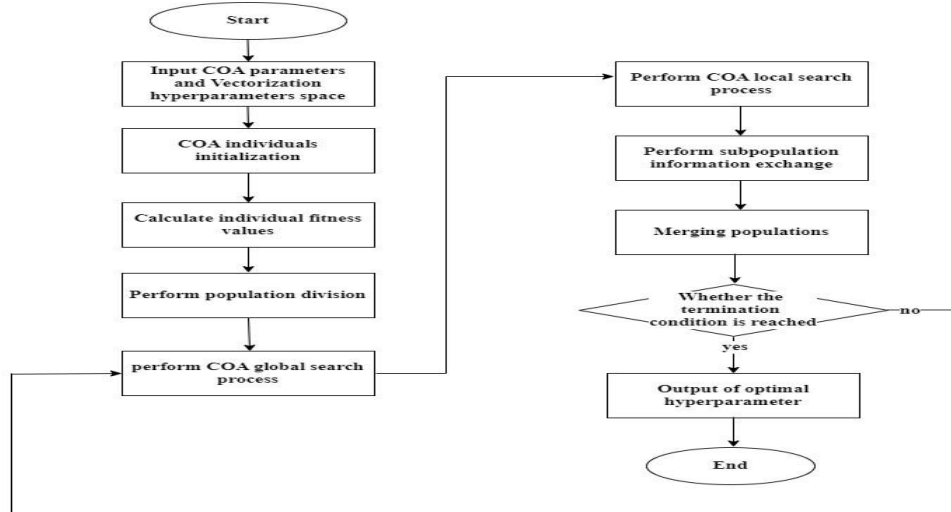 Start
Input COA parameters
and Vectorization
hyperparameters space
COA individuals
initialization
Calculate individual fitness
values
Perform population division
perform COA global search
process
Perform COA local search
process
Perform subpopulation
information exchange
Merging populations
Whether the
termination
condition is reached
no
yes
Output of optimal
hyperparameter
End